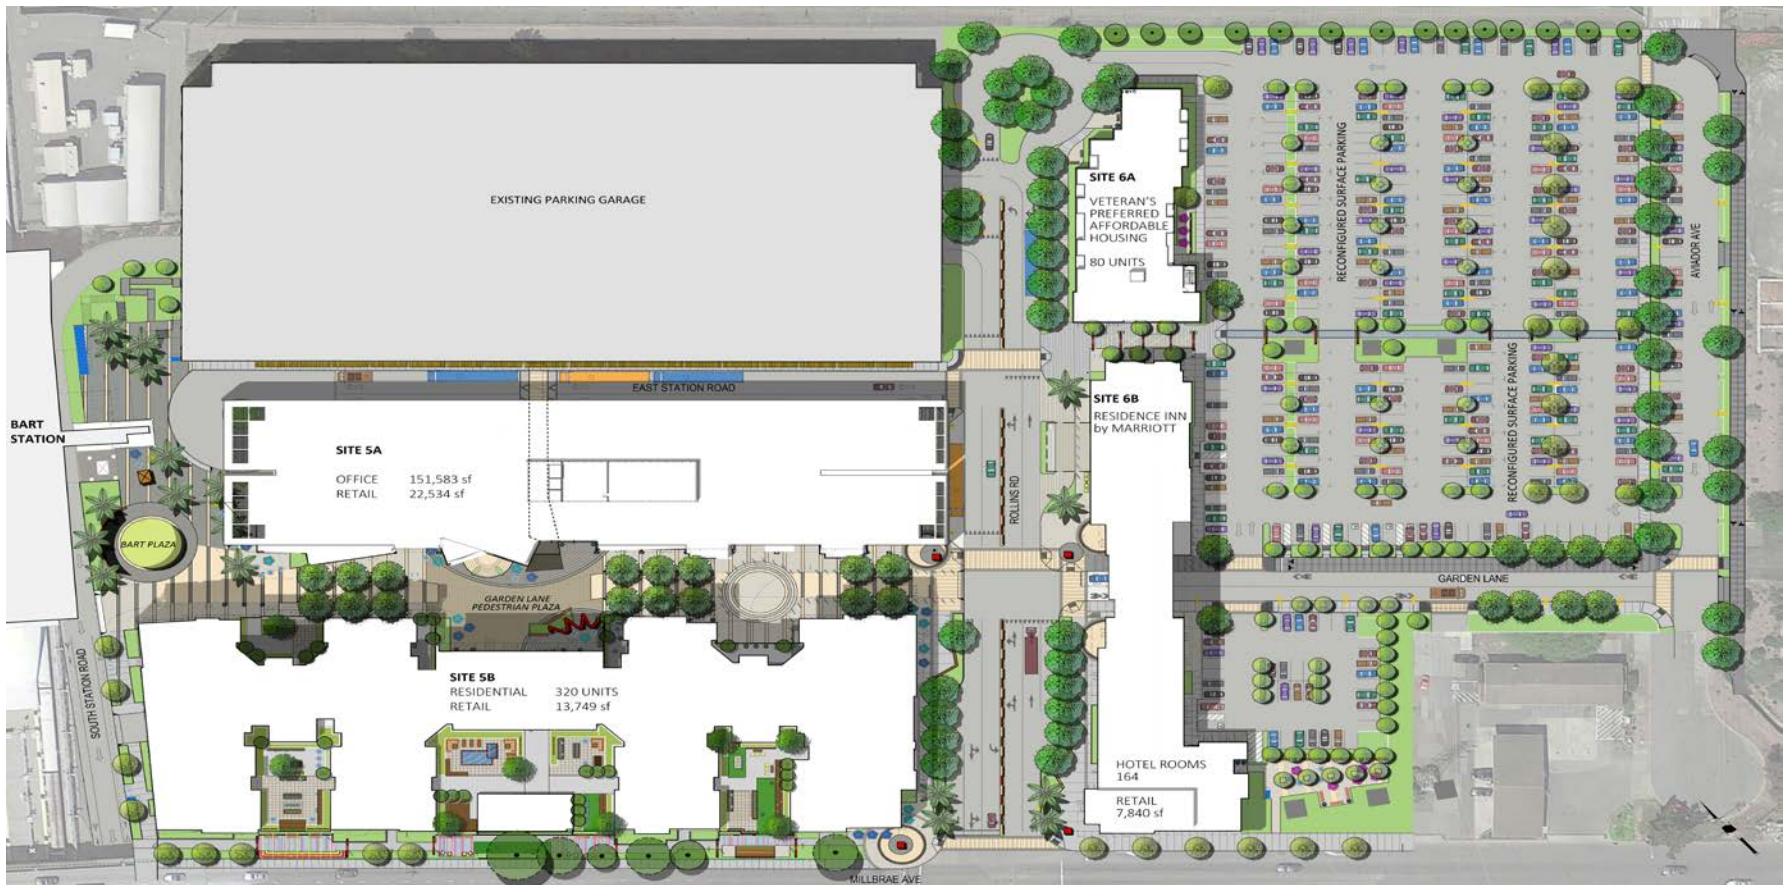 EXISTING PARKING GARAGE
SITE 6A
VETERAN'S
PREFERRED
AFFORDABLE
HOUSING
80 UNITS
RECONFIGURED SURFACE PARKING
AVIADOR AVE
EAST STATION ROAD
BART
STATION
SITE 5A
OFFICE 151,583 sf
RETAIL 22,534 sf
SITE 6B
RESIDENCE INN
by MARRIOTT
ROLLINS RD
RECONFIGURED SURFACE PARKING
BART PLAZA
GARDEN LANE
PEDESTRIAN PLAZA
GARDEN LANE
SOUTH STATION ROAD
SITE 5B
RESIDENTIAL 320 UNITS
RETAIL 13,749 sf
HOTEL ROOMS
164
RETAIL
7,840 sf
MILLBRAE AVE